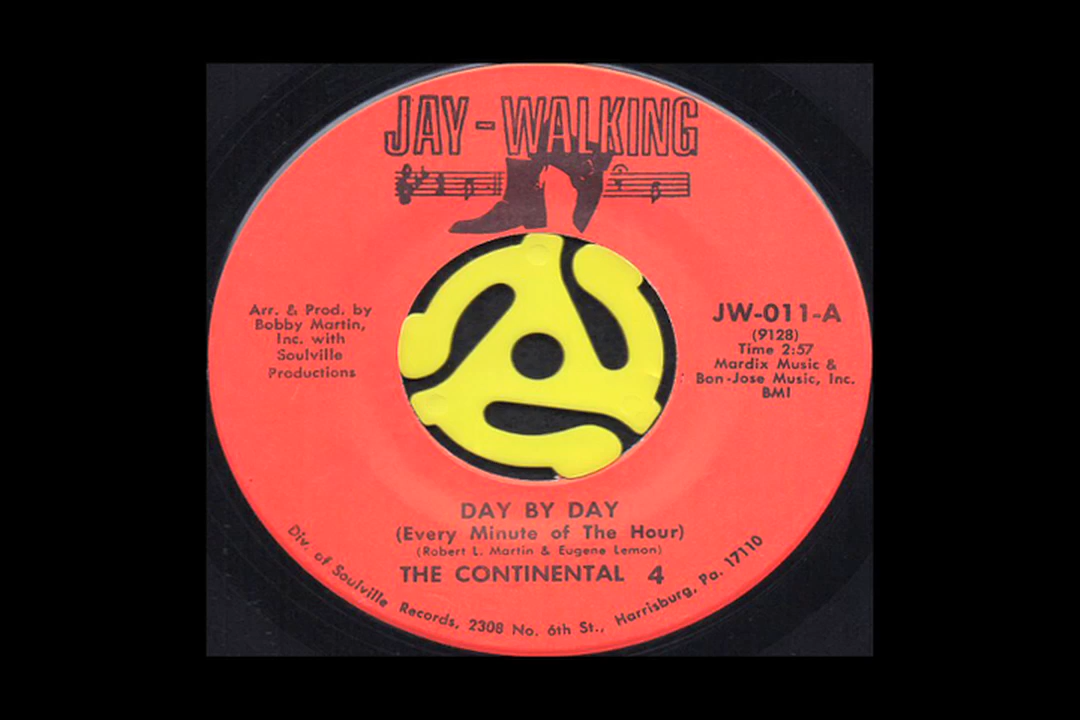 JAY-WALKING
Arr. & Prod. by
Bobby Martin,
Inc. with
Soulville
Productions
JW-011-A
(9128)
Time 2:57
Mardix Music &
Bon-Jose Music, Inc.
BMI
DAY BY DAY
(Every Minute of The Hour)
(Robert L. Martin & Eugene Lemon)
THE CONTINENTAL 4
Div. of Soulville Records, 2308 No. 6th St., Harrisburg, Pa. 17110